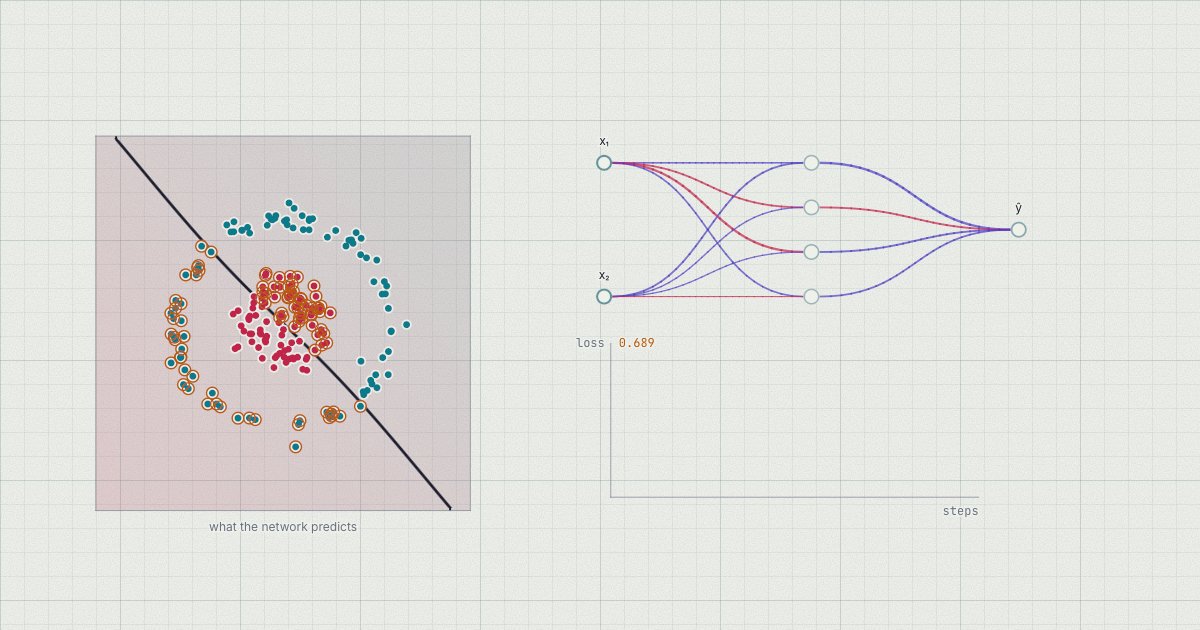 x₁
ŷ
x₂
loss 0.689
steps
what the network predicts